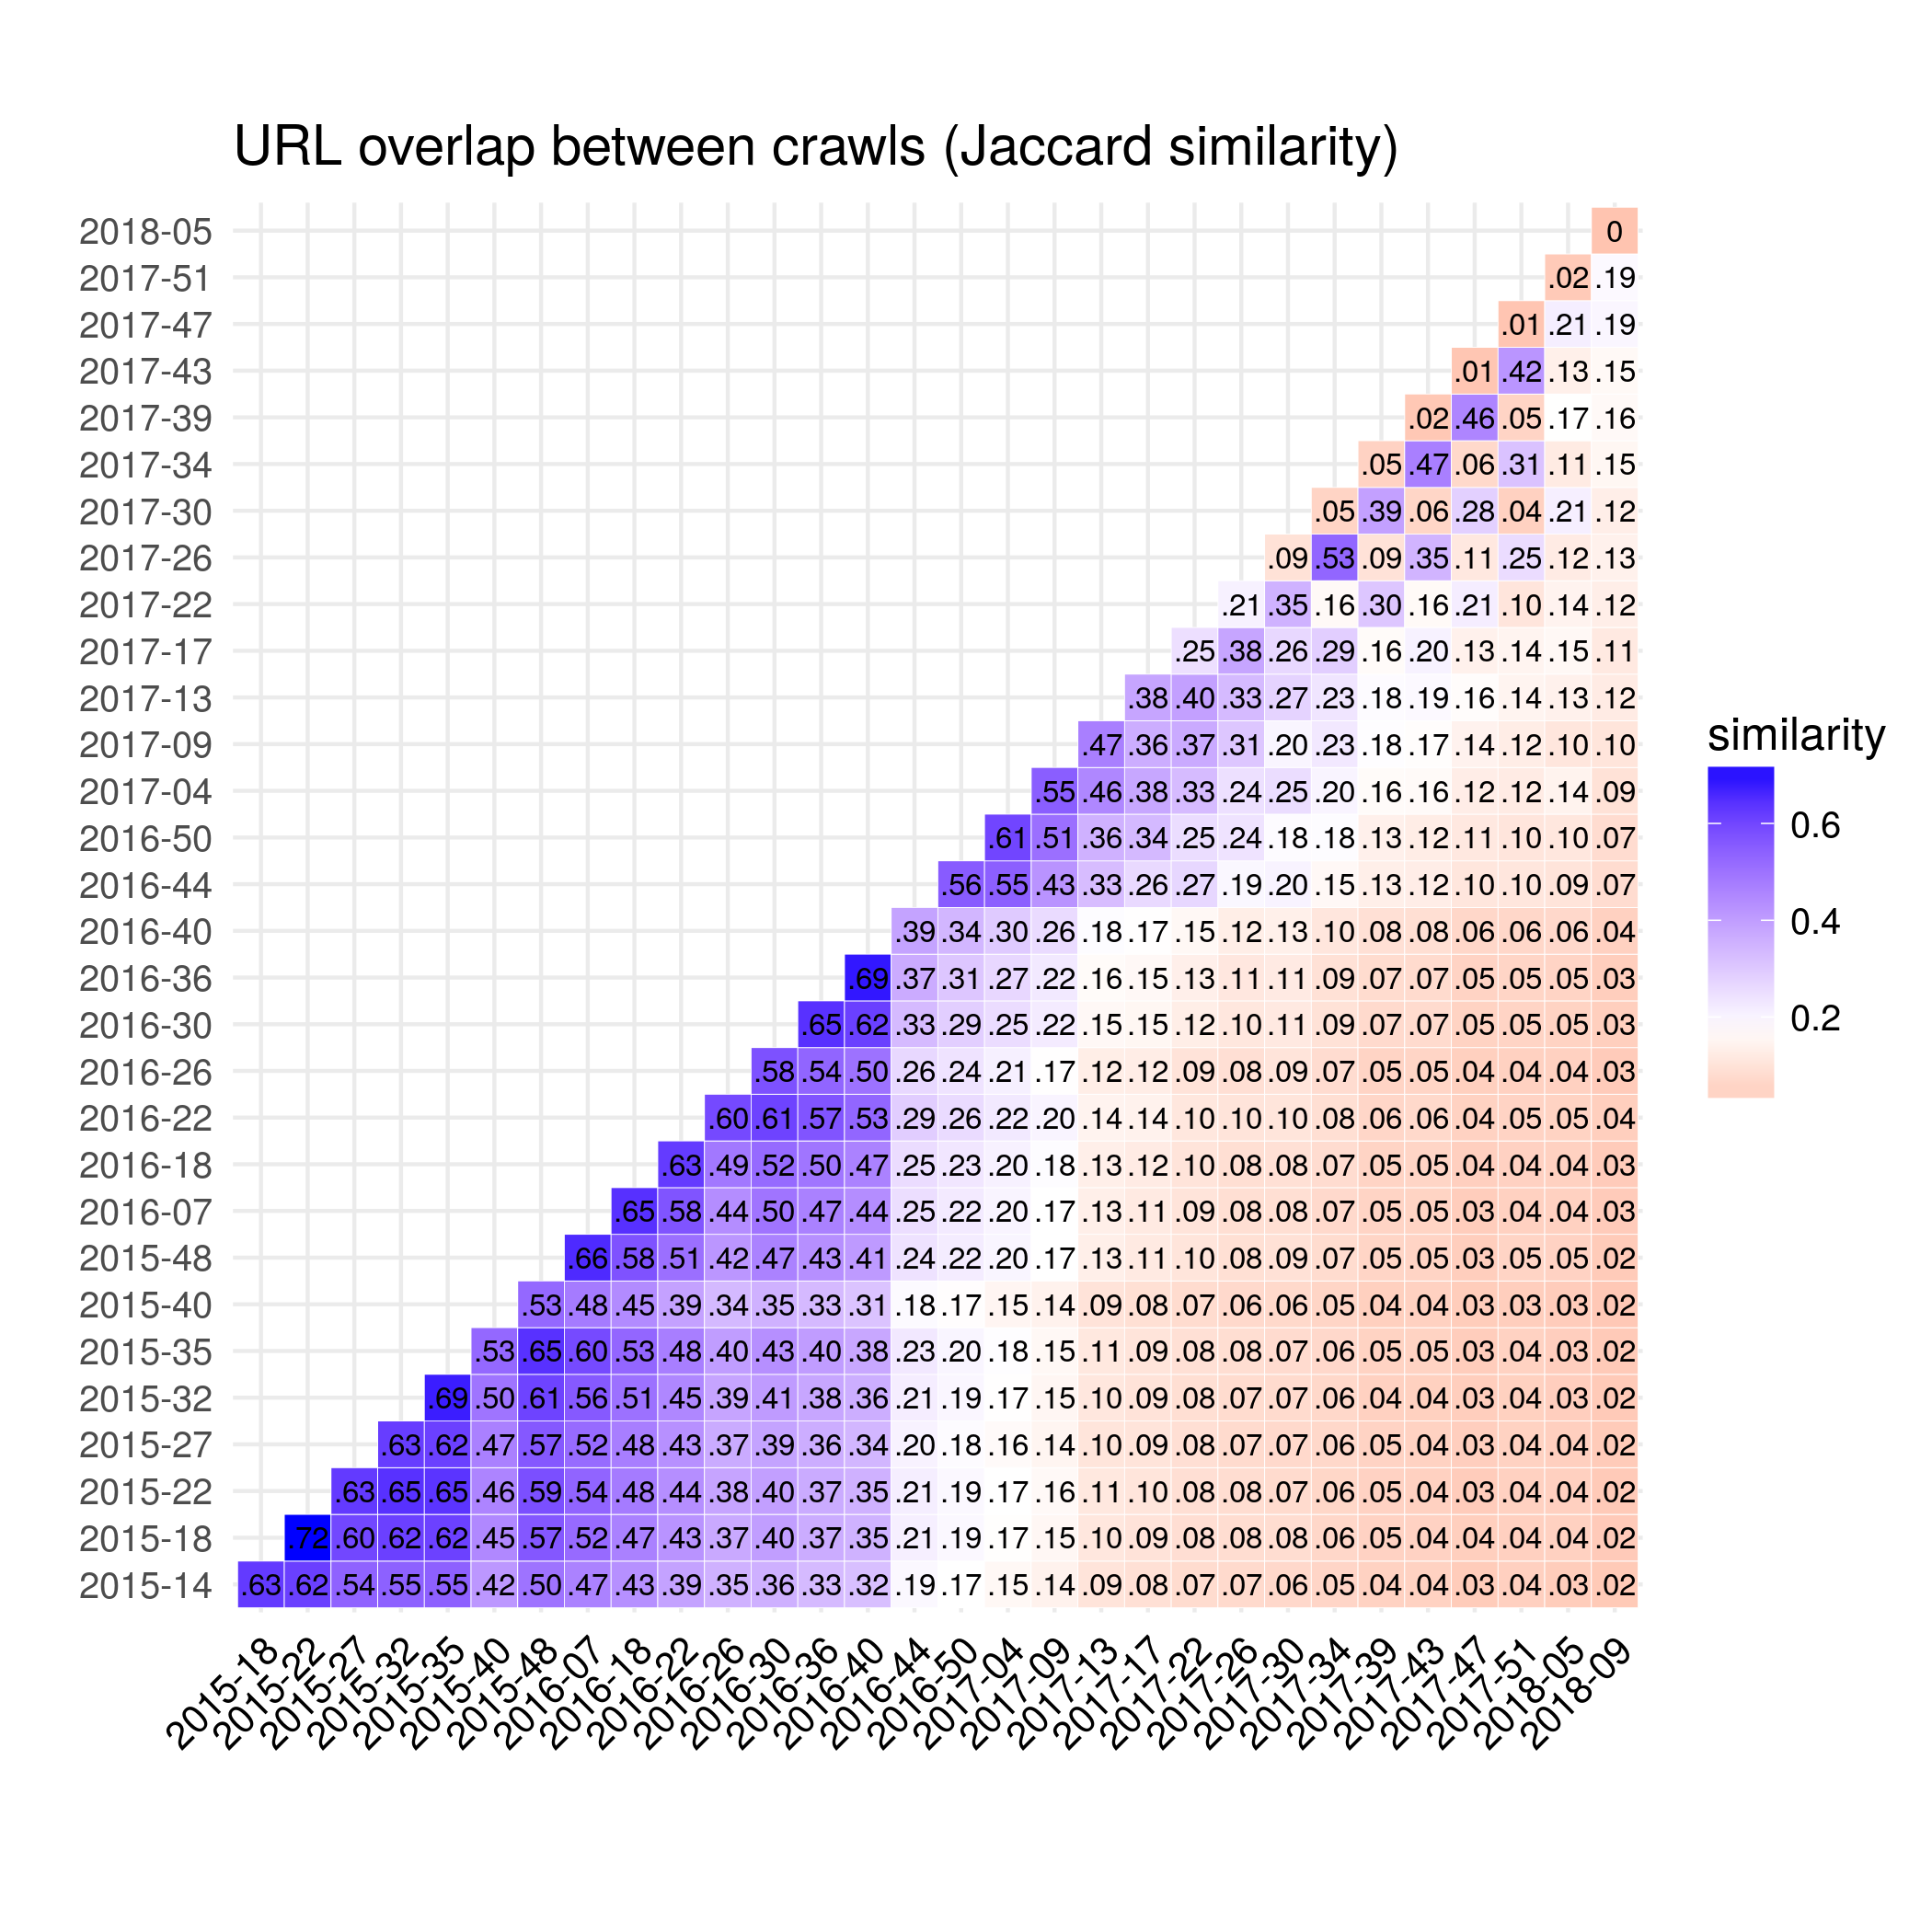 URL overlap between crawls (Jaccard similarity)
2018-05 0
2017-51 .02 .19
2017-47 .01 .21 .19
2017-43 .01 .42 .13 .15
2017-39 .02 .46 .05 .17 .16
2017-34 .05 .47 .06 .31 .11 .15
2017-30 .05 .39 .06 .28 .04 .21 .12
2017-26 .09 .53 .09 .35 .11 .25 .12 .13
2017-22 .21 .35 .16 .30 .16 .21 .10 .14 .12
2017-17 .25 .38 .26 .29 .16 .20 .13 .14 .15 .11
2017-13 .38 .40 .33 .27 .23 .18 .19 .16 .14 .13 .12
2017-09 .47 .36 .37 .31 .20 .23 .18 .17 .14 .12 .10 .10
2017-04 .55 .46 .38 .33 .24 .25 .20 .16 .16 .12 .12 .14 .09
2016-50 .61 .51 .36 .34 .25 .24 .18 .18 .13 .12 .11 .10 .10 .07
2016-44 .56 .55 .43 .33 .26 .27 .19 .20 .15 .13 .12 .10 .10 .09 .07
2016-40 .39 .34 .30 .26 .18 .17 .15 .12 .13 .10 .08 .08 .06 .06 .06 .04
2016-36 .69 .37 .31 .27 .22 .16 .15 .13 .11 .11 .09 .07 .07 .05 .05 .05 .03
2016-30 .65 .62 .33 .29 .25 .22 .15 .15 .12 .10 .11 .09 .07 .07 .05 .05 .05 .03
2016-26 .58 .54 .50 .26 .24 .21 .17 .12 .12 .09 .08 .09 .07 .05 .05 .04 .04 .04 .03
2016-22 .60 .61 .57 .53 .29 .26 .22 .20 .14 .14 .10 .10 .10 .08 .06 .06 .04 .05 .05 .04
2016-18 .63 .49 .52 .50 .47 .25 .23 .20 .18 .13 .12 .10 .08 .08 .07 .05 .05 .04 .04 .04 .03
2016-07 .65 .58 .44 .50 .47 .44 .25 .22 .20 .17 .13 .11 .09 .08 .08 .07 .05 .05 .03 .04 .04 .03
2015-48 .66 .58 .51 .42 .47 .43 .41 .24 .22 .20 .17 .13 .11 .10 .08 .09 .07 .05 .05 .03 .05 .05 .02
2015-40 .53 .48 .45 .39 .34 .35 .33 .31 .18 .17 .15 .14 .09 .08 .07 .06 .06 .05 .04 .04 .03 .03 .03 .02
2015-35 .53 .65 .60 .53 .48 .40 .43 .40 .38 .23 .20 .18 .15 .11 .09 .08 .08 .07 .06 .05 .05 .03 .04 .03 .02
2015-32 .69 .50 .61 .56 .51 .45 .39 .41 .38 .36 .21 .19 .17 .15 .10 .09 .08 .07 .07 .06 .04 .04 .03 .04 .03 .02
2015-27 .63 .62 .47 .57 .52 .48 .43 .37 .39 .36 .34 .20 .18 .16 .14 .10 .09 .08 .07 .07 .06 .05 .04 .03 .04 .04 .02
2015-22 .63 .65 .65 .46 .59 .54 .48 .44 .38 .40 .37 .35 .21 .19 .17 .16 .11 .10 .08 .08 .07 .06 .05 .04 .03 .04 .04 .02
2015-18 .72 .60 .62 .62 .45 .57 .52 .47 .43 .37 .40 .37 .35 .21 .19 .17 .15 .10 .09 .08 .08 .08 .06 .05 .04 .04 .04 .04 .02
2015-14 .63 .62 .54 .55 .55 .42 .50 .47 .43 .39 .35 .36 .33 .32 .19 .17 .15 .14 .09 .08 .07 .07 .06 .05 .04 .04 .03 .04 .03 .02
2015-18 2015-22 2015-27 2015-32 2015-35 2015-40 2015-48 2016-07 2016-18 2016-22 2016-26 2016-30 2016-36 2016-40 2016-44 2016-50 2017-04 2017-09 2017-13 2017-17 2017-22 2017-26 2017-30 2017-34 2017-39 2017-43 2017-47 2017-51 2018-05 2018-09
similarity
0.6
0.4
0.2